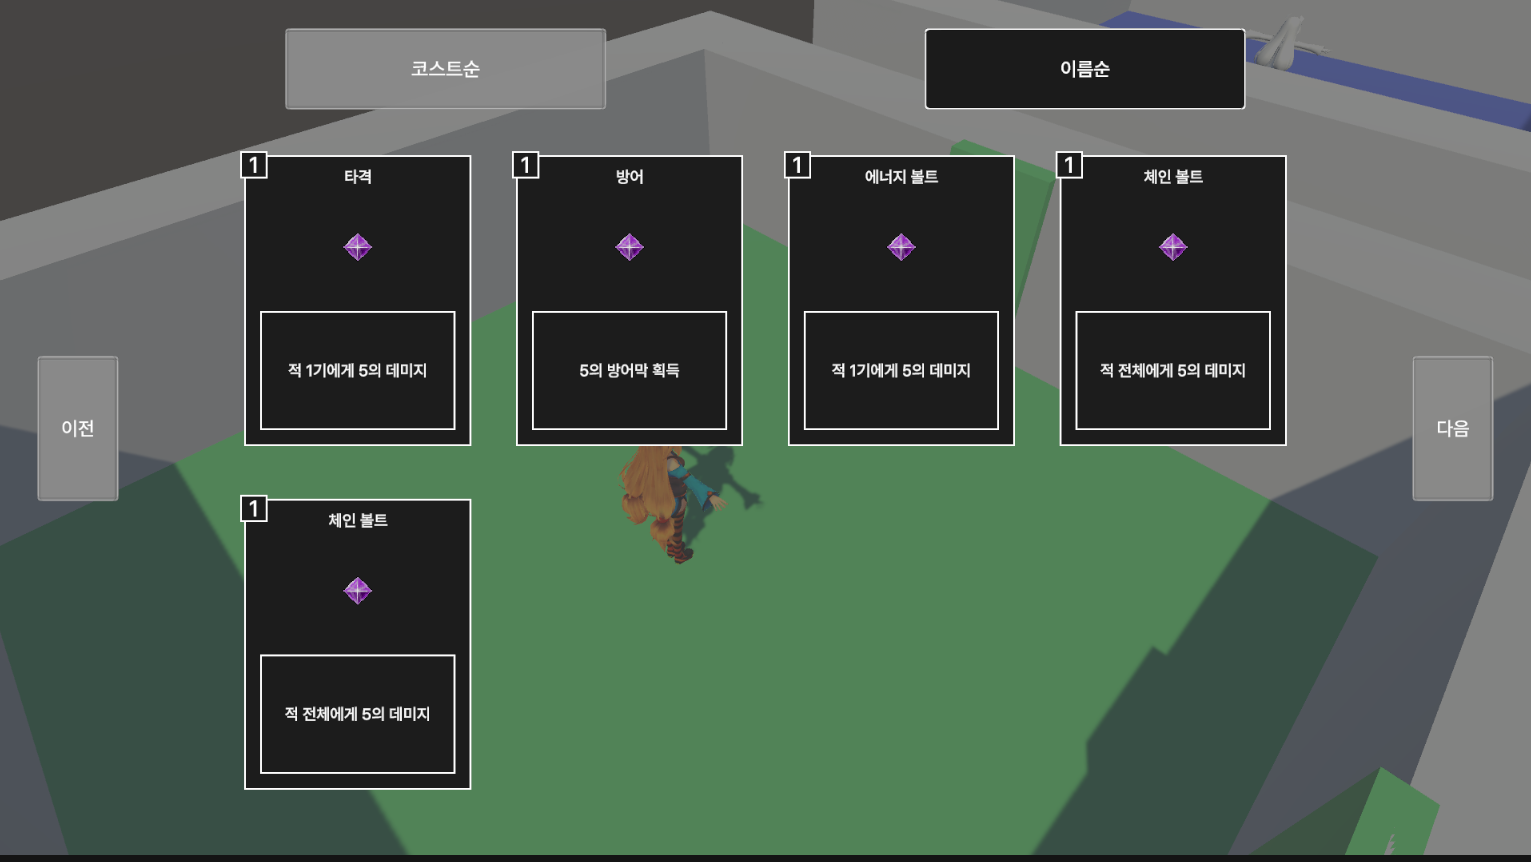 코스트순
이름순
1
타격
적 1기에게 5의 데미지
1
방어
5의 방어막 획득
1
에너지 볼트
적 1기에게 5의 데미지
1
체인 볼트
적 전체에게 5의 데미지
이전
다음
1
체인 볼트
적 전체에게 5의 데미지